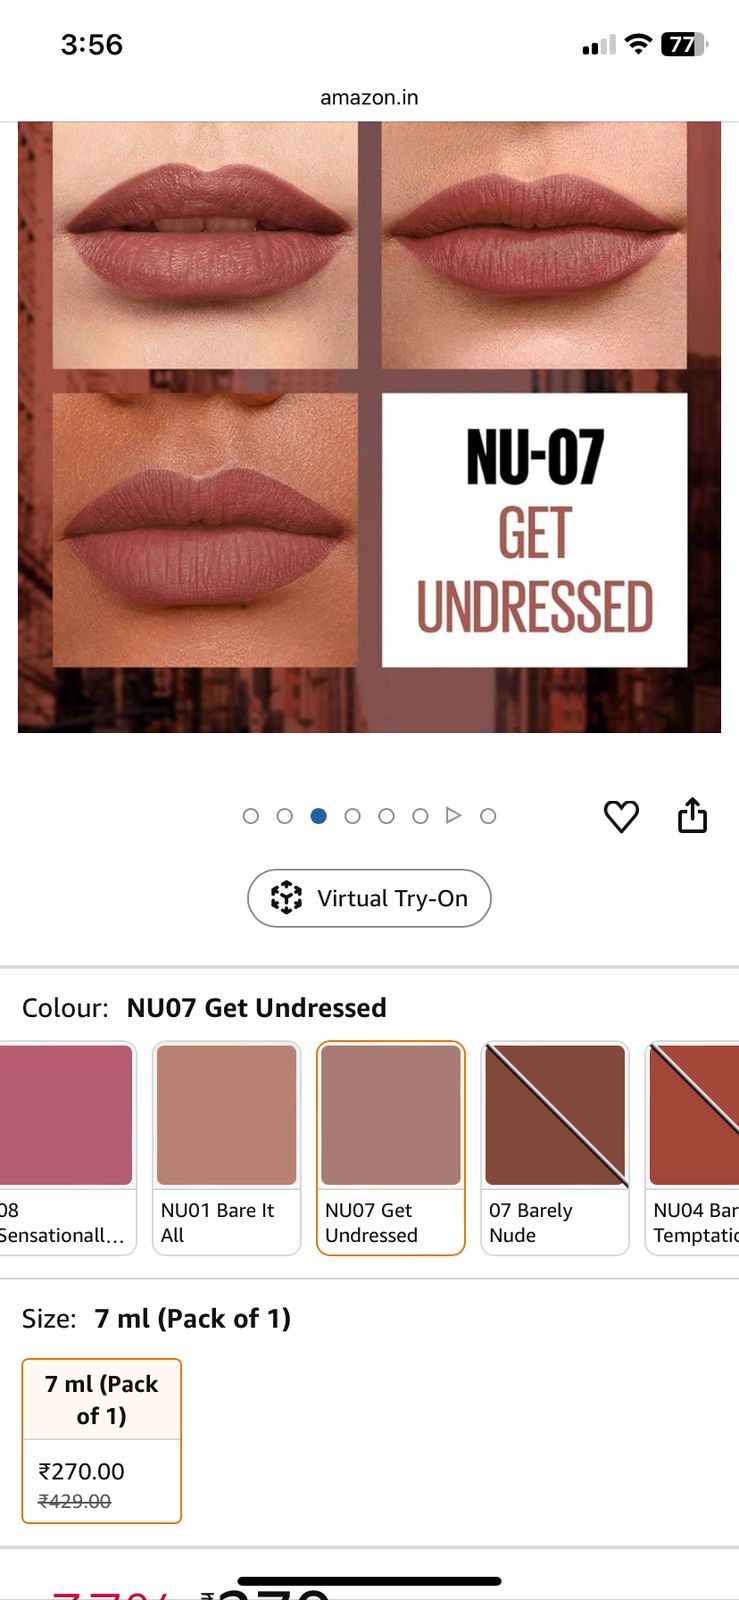 3:56
77
amazon.in
NU-07
GET
UNDRESSED
Virtual Try-On
Colour: NU07 Get Undressed
08
Sensationall...
NU01 Bare It
All
NU07 Get
Undressed
07 Barely
Nude
NU04 Bar
Temptatio
Size: 7 ml (Pack of 1)
7 ml (Pack
of 1)
₹270.00
₹429.00